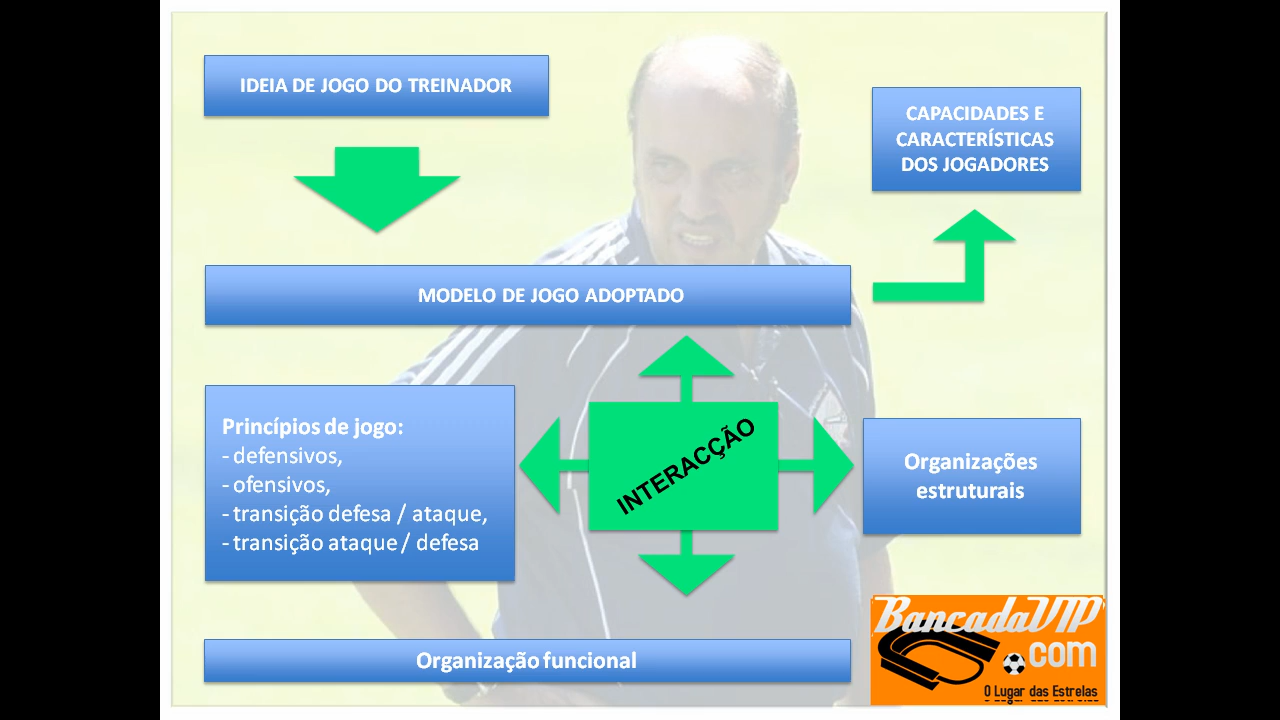 IDEIA DE JOGO DO TREINADOR
CAPACIDADES E
CARACTERÍSTICAS
DOS JOGADORES
MODELO DE JOGO ADOPTADO
Princípios de jogo:
- defensivos,
- ofensivos,
- transição defesa / ataque,
- transição ataque / defesa
INTERACÇÃO
Organizações
estruturais
Organização funcional
BancadaVIP
.com
O Lugar das Estrelas